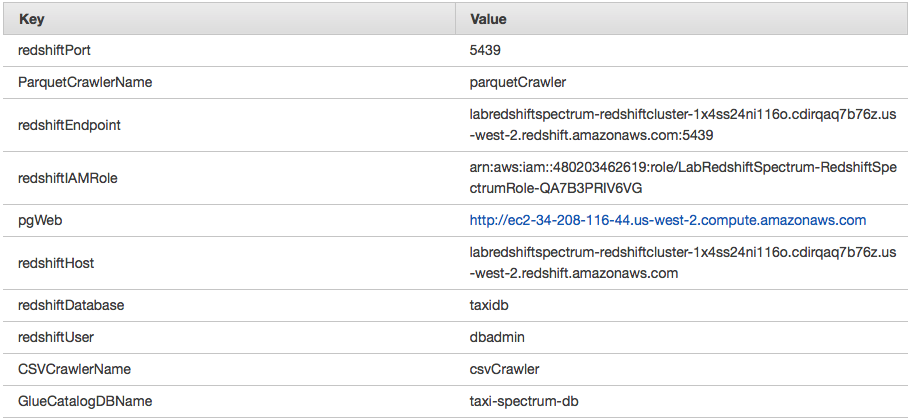 Key Value
redshiftPort 5439
ParquetCrawlerName parquetCrawler
redshiftEndpoint labredshiftspectrum-redshiftcluster-1x4ss24ni116o.cdirqaq7b76z.us
-west-2.redshift.amazonaws.com:5439
redshiftIAMRole arn:aws:iam::480203462619:role/LabRedshiftSpectrum-RedshiftSpe
ctrumRole-QA7B3PRIV6VG
pgWeb http://ec2-34-208-116-44.us-west-2.compute.amazonaws.com
redshiftHost labredshiftspectrum-redshiftcluster-1x4ss24ni116o.cdirqaq7b76z.us
-west-2.redshift.amazonaws.com
redshiftDatabase taxidb
redshiftUser dbadmin
CSVCrawlerName csvCrawler
GlueCatalogDBName taxi-spectrum-db